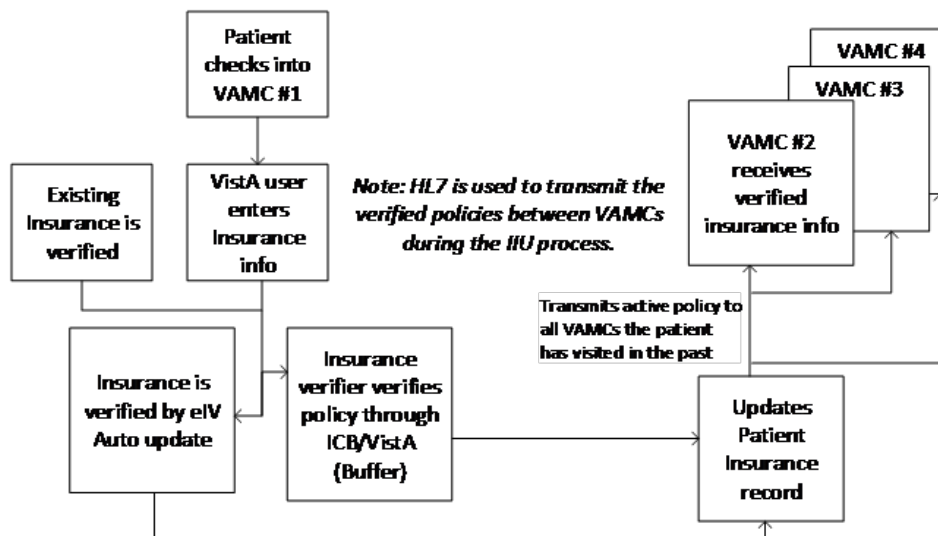 Patient
checks into
VAMC #1
VAMC #4
VAMC #3
VAMC #2
receives
verified
insurance info
Existing
Insurance is
verified
VistA user
enters
Insurance
info
Note: HL7 is used to transmit the
verified policies between VAMCs
during the IIU process.
Transmits active policy to
all VAMCs the patient
has visited in the past
Insurance is
verified by eIV
Auto update
Insurance
verifier verifies
policy through
ICB/VistA
(Buffer)
Updates
Patient
Insurance
record